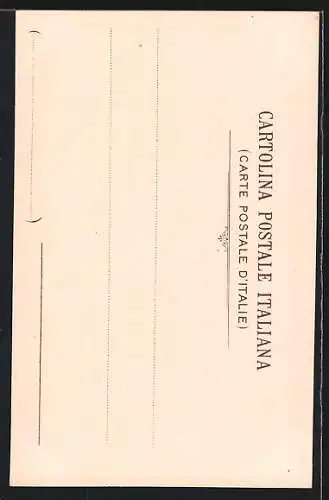 CARTOLINA POSTALE ITALIANA
(CARTE POSTALE D'ITALIE)